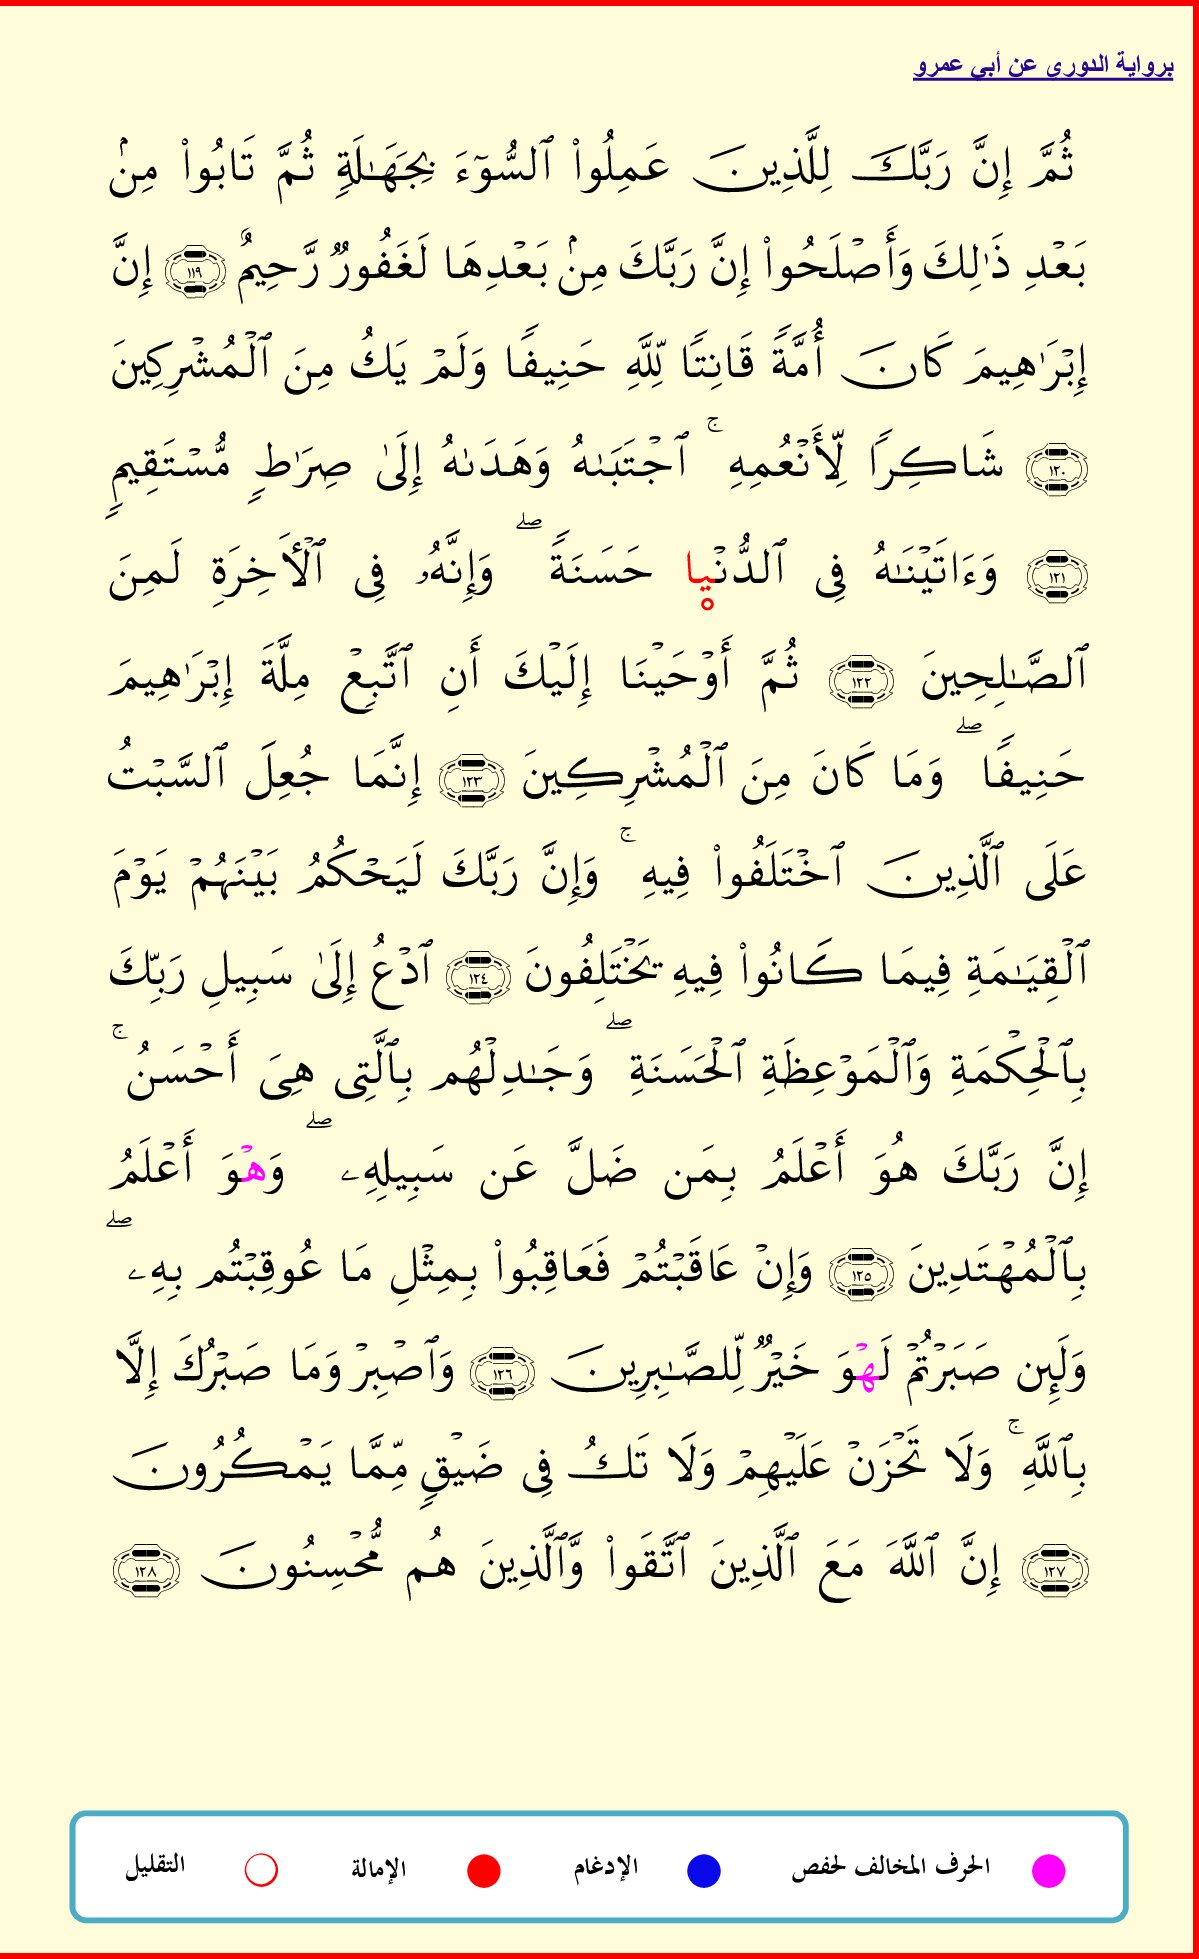 برواية الدوري عن أبي عمرو
ثُمَّ إِنَّ رَبَّكَ لِلَّذِينَ عَمِلُواْ ٱلسُّوٓءَ بِجَهَٰلَةٖ ثُمَّ تَابُواْ مِنۢ
بَعۡدِ ذَٰلِكَ وَأَصۡلَحُواْ إِنَّ رَبَّكَ مِنۢ بَعۡدِهَا لَغَفُورٞ رَّحِيمٌ ١١٩ إِنَّ
إِبۡرَٰهِيمَ كَانَ أُمَّةٗ قَانِتٗا لِّلَّهِ حَنِيفٗا وَلَمۡ يَكُ مِنَ ٱلۡمُشۡرِكِينَ
١٢٠ شَاكِرٗا لِّأَنۡعُمِهِۚ ٱجۡتَبَىٰهُ وَهَدَىٰهُ إِلَىٰ صِرَٰطٖ مُّسۡتَقِيمٖ
١٢١ وَءَاتَيۡنَٰهُ فِي ٱلدُّنۡيا حَسَنَةٗۖ وَإِنَّهُۥ فِي ٱلۡأٓخِرَةِ لَمِنَ
ٱلصَّٰلِحِينَ ١٢٢ ثُمَّ أَوۡحَيۡنَا إِلَيۡكَ أَنِ ٱتَّبِعۡ مِلَّةَ إِبۡرَٰهِيمَ
حَنِيفٗاۖ وَمَا كَانَ مِنَ ٱلۡمُشۡرِكِينَ ١٢٣ إِنَّمَا جُعِلَ ٱلسَّبۡتُ
عَلَى ٱلَّذِينَ ٱخۡتَلَفُواْ فِيهِۚ وَإِنَّ رَبَّكَ لَيَحۡكُمُ بَيۡنَهُمۡ يَوۡمَ
ٱلۡقِيَٰمَةِ فِيمَا كَانُواْ فِيهِ يَخۡتَلِفُونَ ١٢٤ ٱدۡعُ إِلَىٰ سَبِيلِ رَبِّكَ
بِٱلۡحِكۡمَةِ وَٱلۡمَوۡعِظَةِ ٱلۡحَسَنَةِۖ وَجَٰدِلۡهُم بِٱلَّتِي هِيَ أَحۡسَنُۚ
إِنَّ رَبَّكَ هُوَ أَعۡلَمُ بِمَن ضَلَّ عَن سَبِيلِهِۦۖ وَهۡوَ أَعۡلَمُ
بِٱلۡمُهۡتَدِينَ ١٢٥ وَإِنۡ عَاقَبۡتُمۡ فَعَاقِبُواْ بِمِثۡلِ مَا عُوقِبۡتُم بِهِۦۖ
وَلَئِن صَبَرۡتُمۡ لَهۡوَ خَيۡرٞ لِّلصَّٰبِرِينَ ١٢٦ وَٱصۡبِرۡ وَمَا صَبۡرُكَ إِلَّا
بِٱللَّهِۚ وَلَا تَحۡزَنۡ عَلَيۡهِمۡ وَلَا تَكُ فِي ضَيۡقٖ مِّمَّا يَمۡكُرُونَ
١٢٧ إِنَّ ٱللَّهَ مَعَ ٱلَّذِينَ ٱتَّقَواْ وَّٱلَّذِينَ هُم مُّحۡسِنُونَ ١٢٨
الحرف المخالف لحفص الإدغام الإمالة التقليل